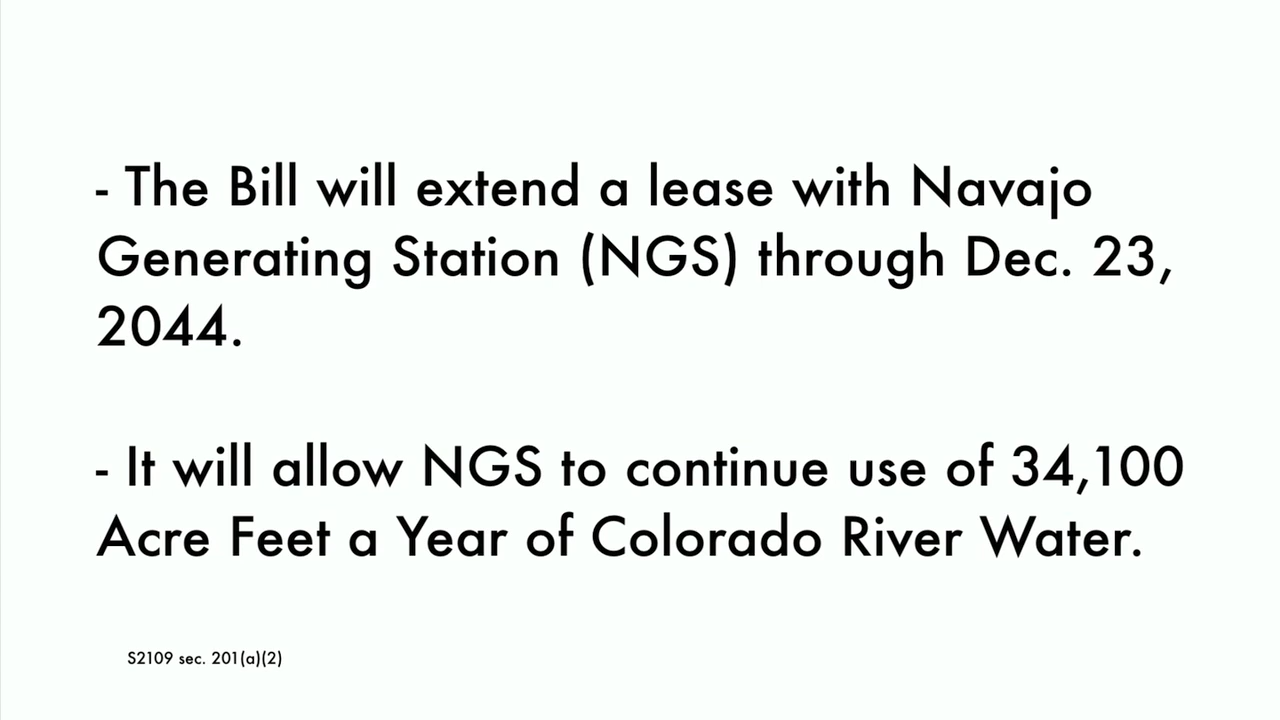 - The Bill will extend a lease with Navajo
Generating Station (NGS) through Dec. 23,
2044.
- It will allow NGS to continue use of 34,100
Acre Feet a Year of Colorado River Water.
S2109 sec. 201(a)(2)